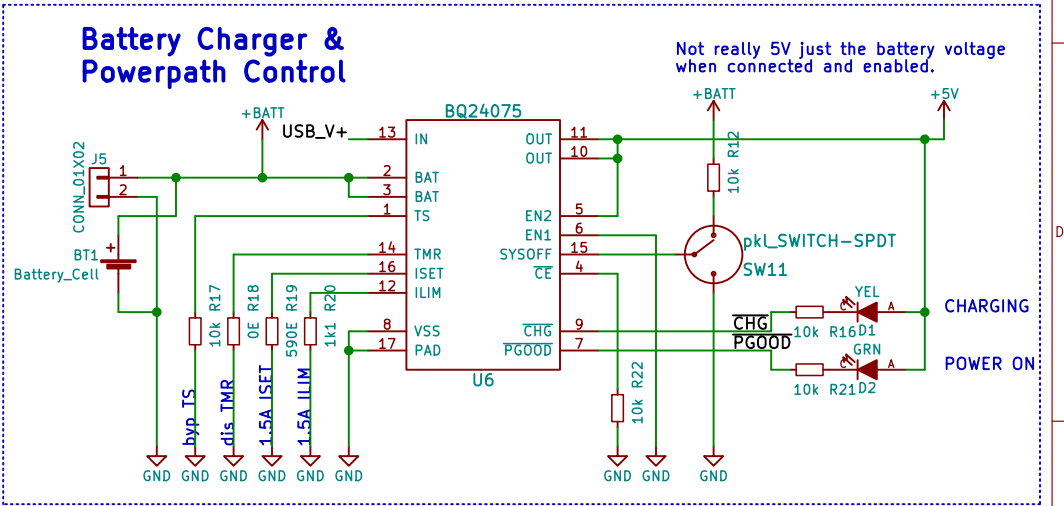 Battery Charger &
Powerpath Control
Not really 5V just the battery voltage
when connected and enabled.
+BATT
+5V
+BATT
BQ24075
USB_V+
13 IN
OUT 11
OUT 10
2 BAT
3 BAT
1 TS
EN2 5
EN1 6
14 TMR
SYSOFF 15
16 ISET
CE 4
12 ILIM
8 VSS
CHG 9
17 PAD
PGOOD 7
U6
J5
CONN_01X02
1
2
+
BT1
Battery_Cell
10k R17
0E R18
590E R19
1k1 R20
byp TS
dis TMR
1.5A ISET
1.5A ILIM
10k R12
pkl_SWITCH-SPDT
SW11
10k R22
CHG
PGOOD
YEL
C
A
10k R16
D1
CHARGING
GRN
C
A
10k R21
D2
POWER ON
GND
GND
GND
GND
GND
GND
GND
GND
GND
D